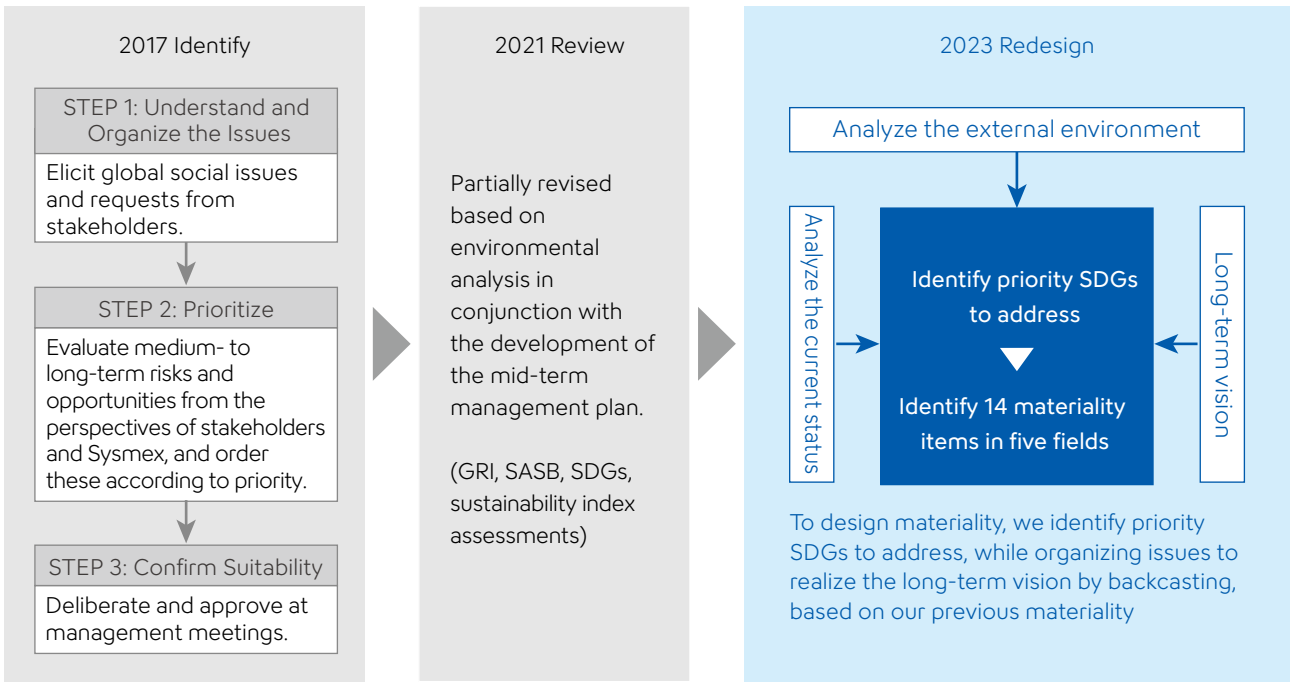 2017 Identify
STEP 1: Understand and
Organize the Issues
Elicit global social issues
and requests from
stakeholders.
STEP 2: Prioritize
Evaluate medium- to
long-term risks and
opportunities from the
perspectives of stakeholders
and Sysmex, and order
these according to priority.
STEP 3: Confirm Suitability
Deliberate and approve at
management meetings.
2021 Review
Partially revised
based on
environmental
analysis in
conjunction with
the development of
the mid-term
management plan.
(GRI, SASB, SDGs,
sustainability index
assessments)
2023 Redesign
Analyze the external environment
Analyze the current status
Identify priority SDGs
to address
Identify 14 materiality
items in five fields
Long-term vision
To design materiality, we identify priority
SDGs to address, while organizing issues to
realize the long-term vision by backcasting,
based on our previous materiality